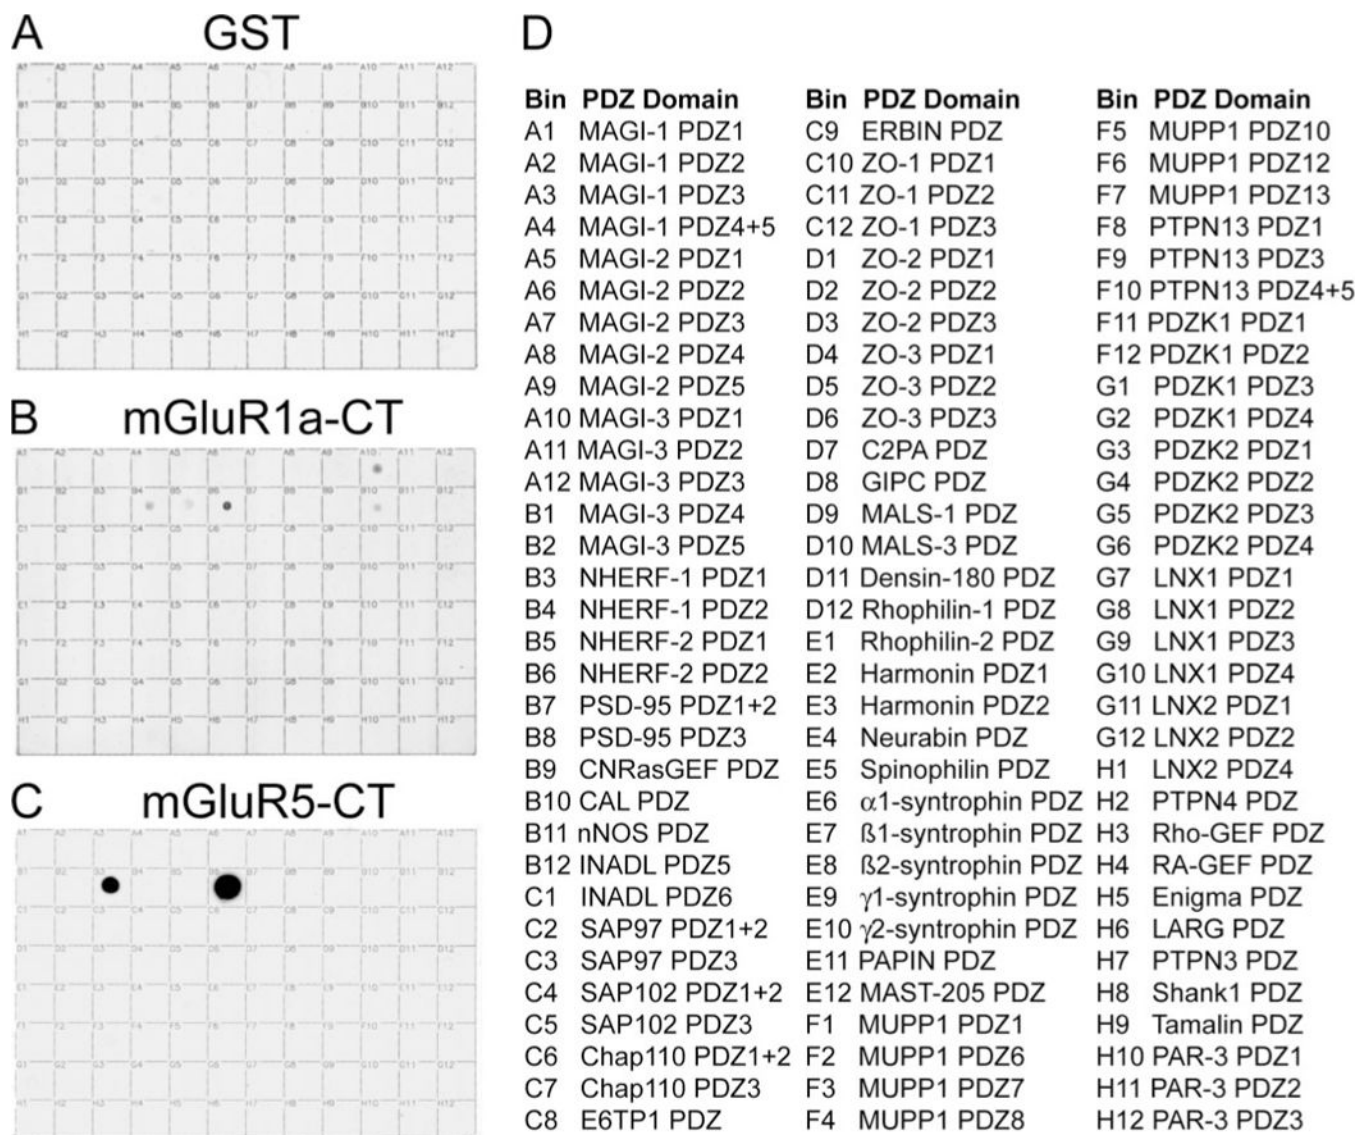 A GST
B mGluR1a-CT
C mGluR5-CT
D
Bin PDZ Domain
A1 MAGI-1 PDZ1
A2 MAGI-1 PDZ2
A3 MAGI-1 PDZ3
A4 MAGI-1 PDZ4+5
A5 MAGI-2 PDZ1
A6 MAGI-2 PDZ2
A7 MAGI-2 PDZ3
A8 MAGI-2 PDZ4
A9 MAGI-2 PDZ5
A10 MAGI-3 PDZ1
A11 MAGI-3 PDZ2
A12 MAGI-3 PDZ3
B1 MAGI-3 PDZ4
B2 MAGI-3 PDZ5
B3 NHERF-1 PDZ1
B4 NHERF-1 PDZ2
B5 NHERF-2 PDZ1
B6 NHERF-2 PDZ2
B7 PSD-95 PDZ1+2
B8 PSD-95 PDZ3
B9 CNRasGEF PDZ
B10 CAL PDZ
B11 nNOS PDZ
B12 INADL PDZ5
C1 INADL PDZ6
C2 SAP97 PDZ1+2
C3 SAP97 PDZ3
C4 SAP102 PDZ1+2
C5 SAP102 PDZ3
C6 Chap110 PDZ1+2
C7 Chap110 PDZ3
C8 E6TP1 PDZ
Bin PDZ Domain
C9 ERBIN PDZ
C10 ZO-1 PDZ1
C11 ZO-1 PDZ2
C12 ZO-1 PDZ3
D1 ZO-2 PDZ1
D2 ZO-2 PDZ2
D3 ZO-2 PDZ3
D4 ZO-3 PDZ1
D5 ZO-3 PDZ2
D6 ZO-3 PDZ3
D7 C2PA PDZ
D8 GIPC PDZ
D9 MALS-1 PDZ
D10 MALS-3 PDZ
D11 Densin-180 PDZ
D12 Rhophilin-1 PDZ
E1 Rhophilin-2 PDZ
E2 Harmonin PDZ1
E3 Harmonin PDZ2
E4 Neurabin PDZ
E5 Spinophilin PDZ
E6 α1-syntrophin PDZ
E7 ß1-syntrophin PDZ
E8 ß2-syntrophin PDZ
E9 γ1-syntrophin PDZ
E10 γ2-syntrophin PDZ
E11 PAPIN PDZ
E12 MAST-205 PDZ
F1 MUPP1 PDZ1
F2 MUPP1 PDZ6
F3 MUPP1 PDZ7
F4 MUPP1 PDZ8
Bin PDZ Domain
F5 MUPP1 PDZ10
F6 MUPP1 PDZ12
F7 MUPP1 PDZ13
F8 PTPN13 PDZ1
F9 PTPN13 PDZ3
F10 PTPN13 PDZ4+5
F11 PDZK1 PDZ1
F12 PDZK1 PDZ2
G1 PDZK1 PDZ3
G2 PDZK1 PDZ4
G3 PDZK2 PDZ1
G4 PDZK2 PDZ2
G5 PDZK2 PDZ3
G6 PDZK2 PDZ4
G7 LNX1 PDZ1
G8 LNX1 PDZ2
G9 LNX1 PDZ3
G10 LNX1 PDZ4
G11 LNX2 PDZ1
G12 LNX2 PDZ2
H1 LNX2 PDZ4
H2 PTPN4 PDZ
H3 Rho-GEF PDZ
H4 RA-GEF PDZ
H5 Enigma PDZ
H6 LARG PDZ
H7 PTPN3 PDZ
H8 Shank1 PDZ
H9 Tamalin PDZ
H10 PAR-3 PDZ1
H11 PAR-3 PDZ2
H12 PAR-3 PDZ3